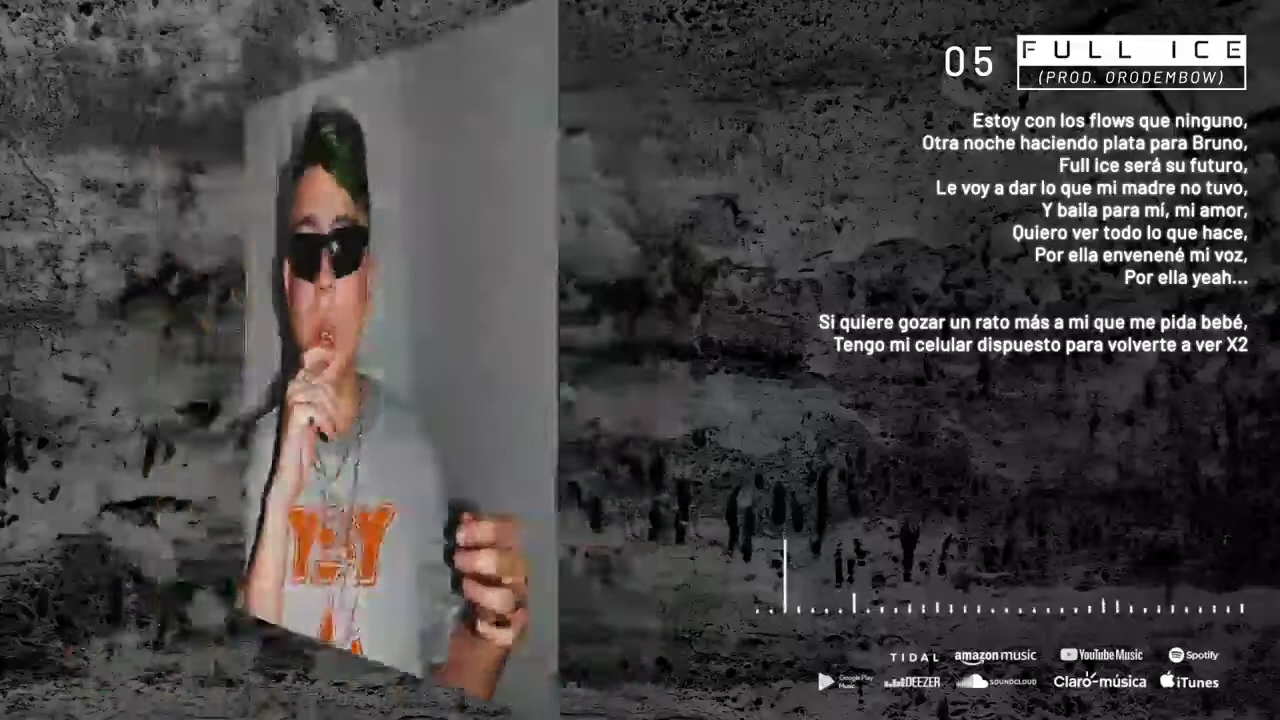 05
FULL ICE
(PROD. ORODEMBOW)
Estoy con los flows que ninguno,
Otra noche haciendo plata para Bruno,
Full ice será su futuro,
Le voy a dar lo que mi madre no tuvo,
Y baila para mí, mi amor,
Quiero ver todo lo que hace,
Por ella envenené mi voz,
Por ella yeah...
Si quiere gozar un rato más a mi que me pida bebé,
Tengo mi celular dispuesto para volverte a ver X2
TIDAL amazon music YouTube Music Spotify
Google Play Music DEEZER SOUNDCLOUD Claro música iTunes